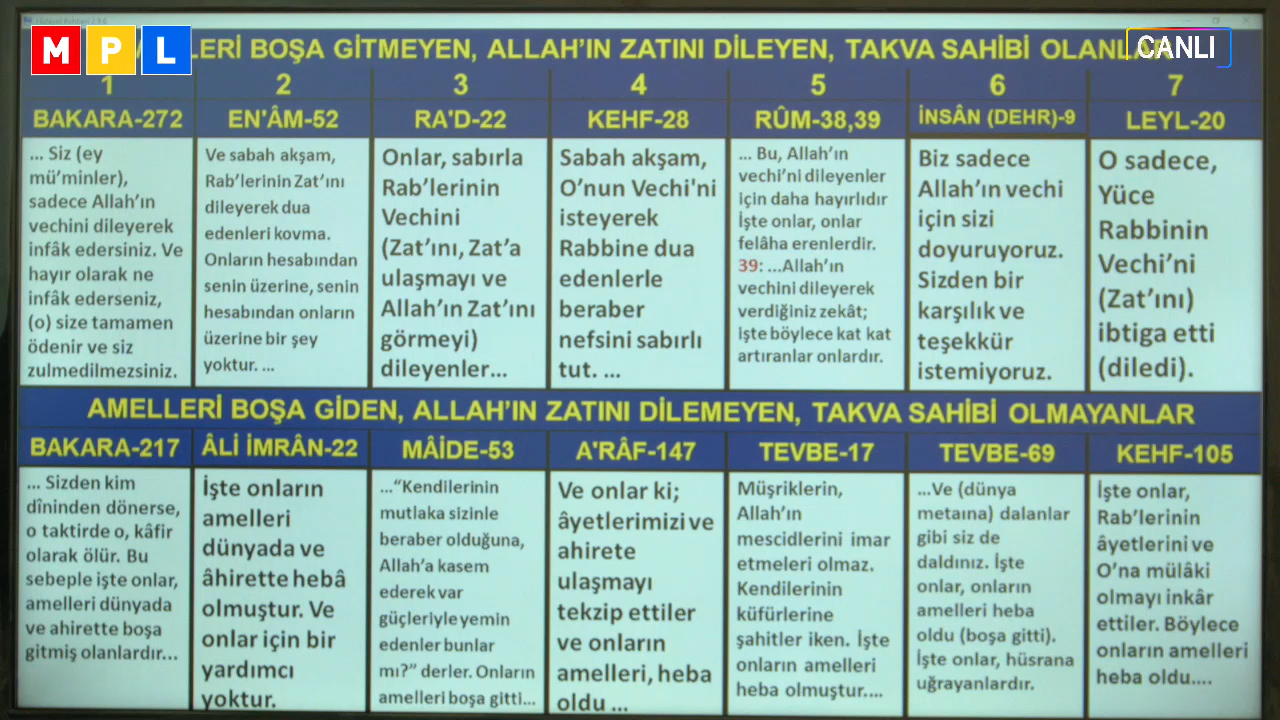 Hidayet Rehberi 2.9.6
MPL
CANLI
ELERİ BOŞA GİTMEYEN, ALLAH’IN ZATINI DİLEYEN, TAKVA SAHİBİ OLANLAR
1 2 3 4 5 6 7
BAKARA-272
... Siz (ey
mü’minler),
sadece Allah’ın
vechini dileyerek
infâk edersiniz. Ve
hayır olarak ne
infâk ederseniz,
(o) size tamamen
ödenir ve siz
zulmedilmezsiniz.
EN'ÂM-52
Ve sabah akşam,
Rab’lerinin Zat’ını
dileyerek dua
edenleri kovma.
Onların hesabından
senin üzerine, senin
hesabından onların
üzerine bir şey
yoktur. ...
RA'D-22
Onlar, sabırla
Rab’lerinin
Vechini
(Zat’ını, Zat’a
ulaşmayı ve
Allah’ın Zat’ını
görmeyi)
dileyenler...
KEHF-28
Sabah akşam,
O’nun Vechi'ni
isteyerek
Rabbine dua
edenlerle
beraber
nefsini sabırlı
tut. ...
RÛM-38,39
... Bu, Allah’ın
vechi’ni dileyenler
için daha hayırlıdır
İşte onlar, onlar
felâha erenlerdir.
39: ...Allah’ın
vechini dileyerek
verdiğiniz zekât;
işte böylece kat kat
artıranlar onlardır.
İNSÂN (DEHR)-9
Biz sadece
Allah’ın vechi
için sizi
doyuruyoruz.
Sizden bir
karşılık ve
teşekkür
istemiyoruz.
LEYL-20
O sadece,
Yüce
Rabbinin
Vechi’ni
(Zat’ını)
ibtiga etti
(diledi).
AMELLERİ BOŞA GİDEN, ALLAH’IN ZATINI DİLEMEYEN, TAKVA SAHİBİ OLMAYANLAR
BAKARA-217
... Sizden kim
dîninden dönerse,
o taktirde o, kâfir
olarak ölür. Bu
sebeple işte onlar,
amelleri dünyada
ve ahirette boşa
gitmiş olanlardır...
ÂLİ İMRÂN-22
İşte onların
amelleri
dünyada ve
âhirette hebâ
olmuştur. Ve
onlar için bir
yardımcı
yoktur.
MÂİDE-53
...“Kendilerinin
mutlaka sizinle
beraber olduğuna,
Allah’a kasem
ederek var
güçleriyle yemin
edenler bunlar
mı?” derler. Onların
amelleri boşa gitti...
A'RÂF-147
Ve onlar ki;
âyetlerimizi ve
ahirete
ulaşmayı
tekzip ettiler
ve onların
amelleri, heba
oldu ...
TEVBE-17
Müşriklerin,
Allah’ın
mescidlerini imar
etmeleri olmaz.
Kendilerinin
küfürlerine
şahitler iken. İşte
onların amelleri
heba olmuştur....
TEVBE-69
...Ve (dünya
metaına) dalanlar
gibi siz de
daldınız. İşte
onlar, onların
amelleri heba
oldu (boşa gitti).
İşte onlar, hüsrana
uğrayanlardır.
KEHF-105
İşte onlar,
Rab’lerinin
âyetlerini ve
O’na mülâki
olmayı inkâr
ettiler. Böylece
onların amelleri
heba oldu....